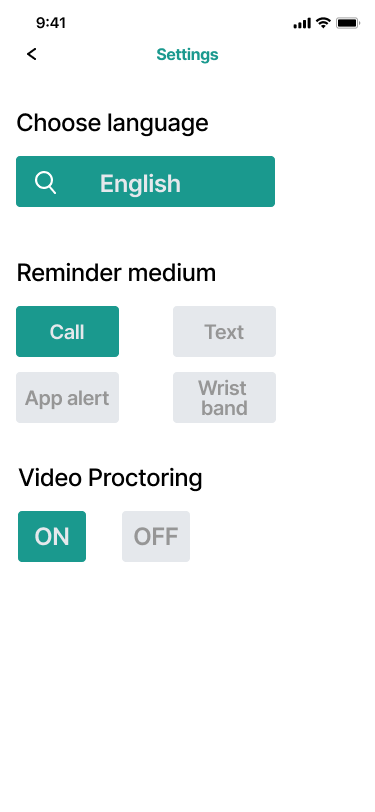 9:41
Settings
Choose language
English
Reminder medium
Call
Text
App alert
Wrist
band
Video Proctoring
ON
OFF